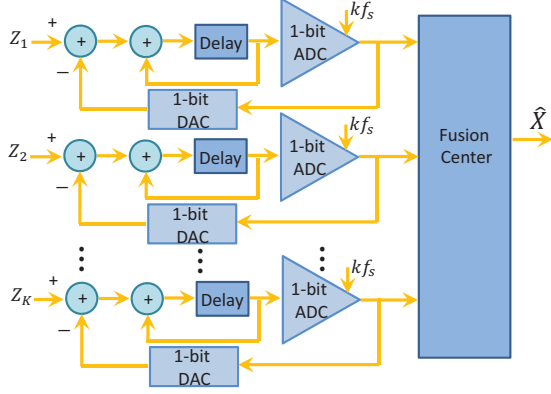 Z₁ + + + Delay 1-bit ADC kfₛ
− 1-bit DAC
Z₂ + + + Delay 1-bit ADC kfₛ
− 1-bit DAC
Z_K + + + Delay 1-bit ADC kfₛ
− 1-bit DAC
Fusion Center
X̂